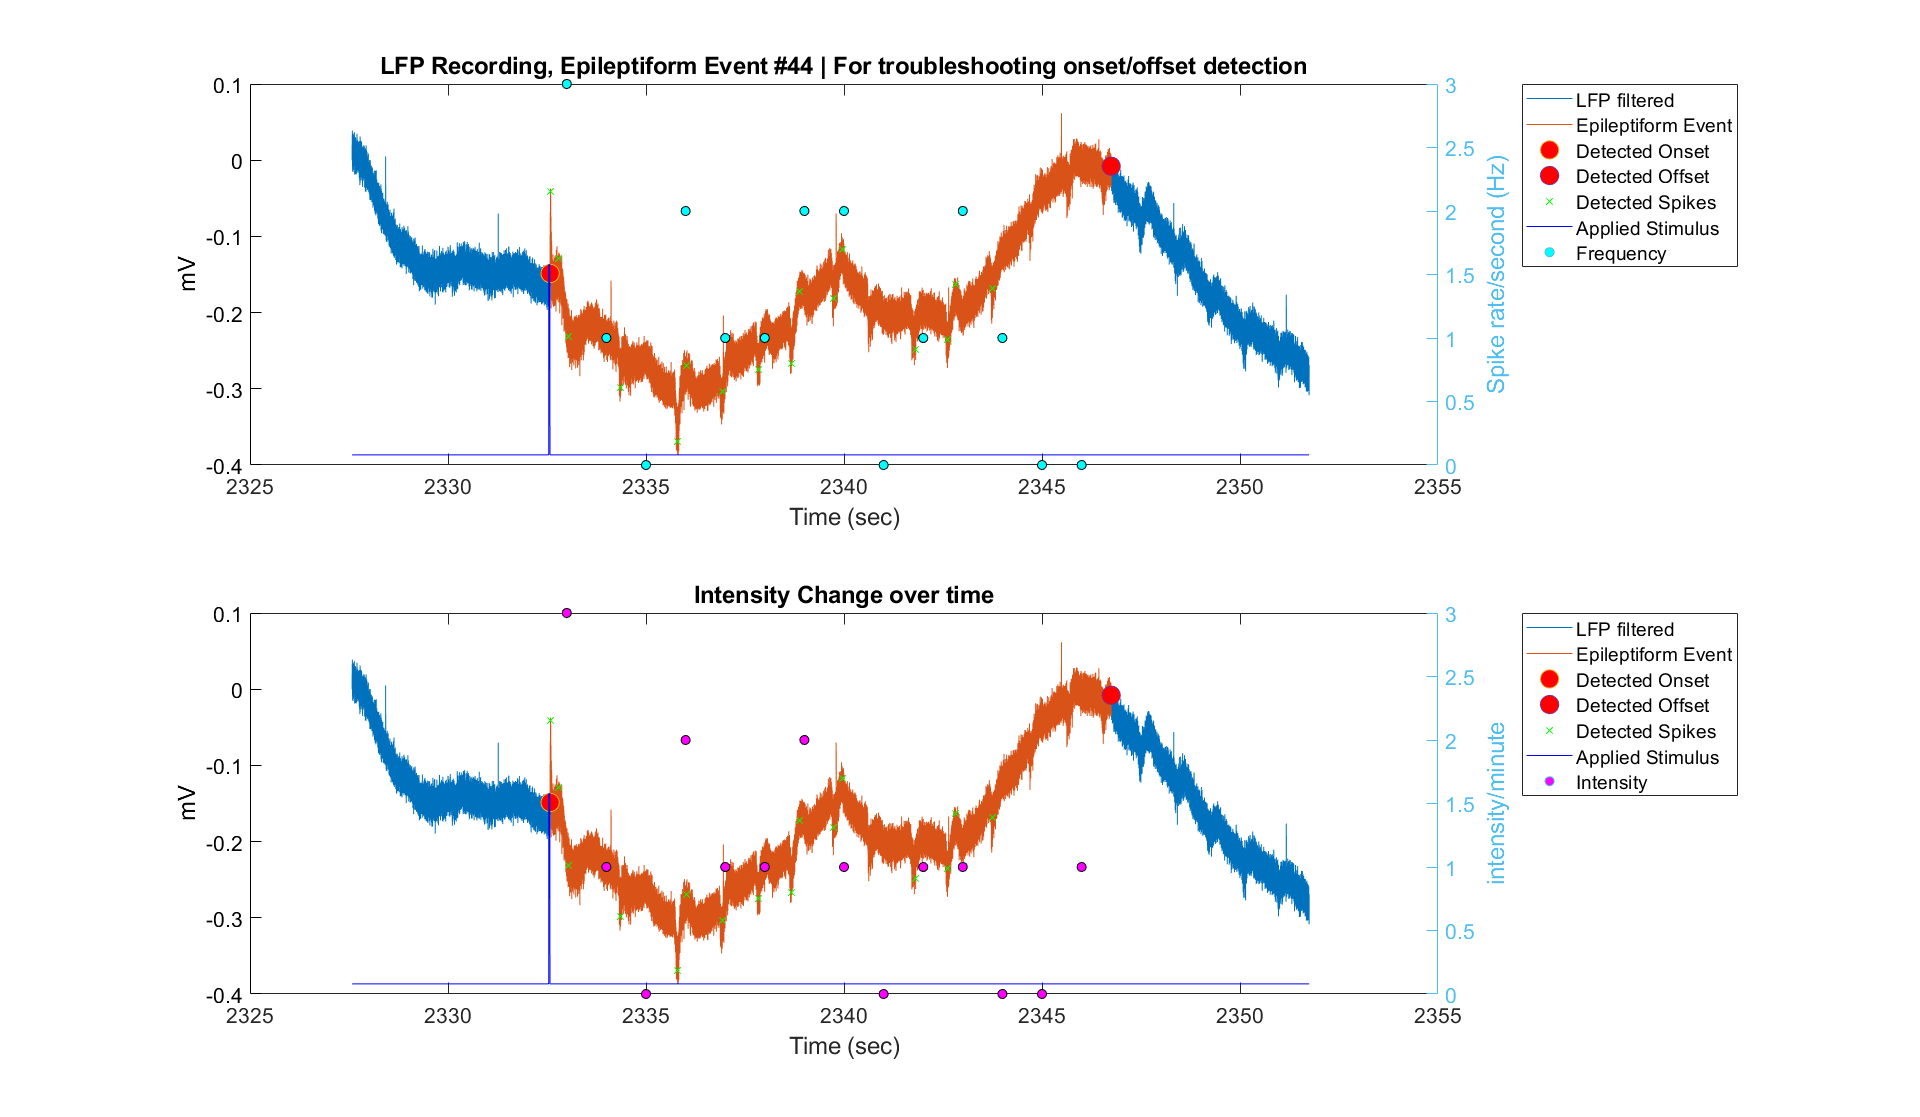 LFP Recording, Epileptiform Event #44 | For troubleshooting onset/offset detection
0.1
0
-0.1
-0.2
-0.3
-0.4
mV
2325
2330
2335
2340
2345
2350
2355
Time (sec)
3
2.5
2
1.5
1
0.5
0
Spike rate/second (Hz)
LFP filtered
Epileptiform Event
Detected Onset
Detected Offset
Detected Spikes
Applied Stimulus
Frequency
Intensity Change over time
0.1
0
-0.1
-0.2
-0.3
-0.4
mV
2325
2330
2335
2340
2345
2350
2355
Time (sec)
3
2.5
2
1.5
1
0.5
0
intensity/minute
LFP filtered
Epileptiform Event
Detected Onset
Detected Offset
Detected Spikes
Applied Stimulus
Intensity